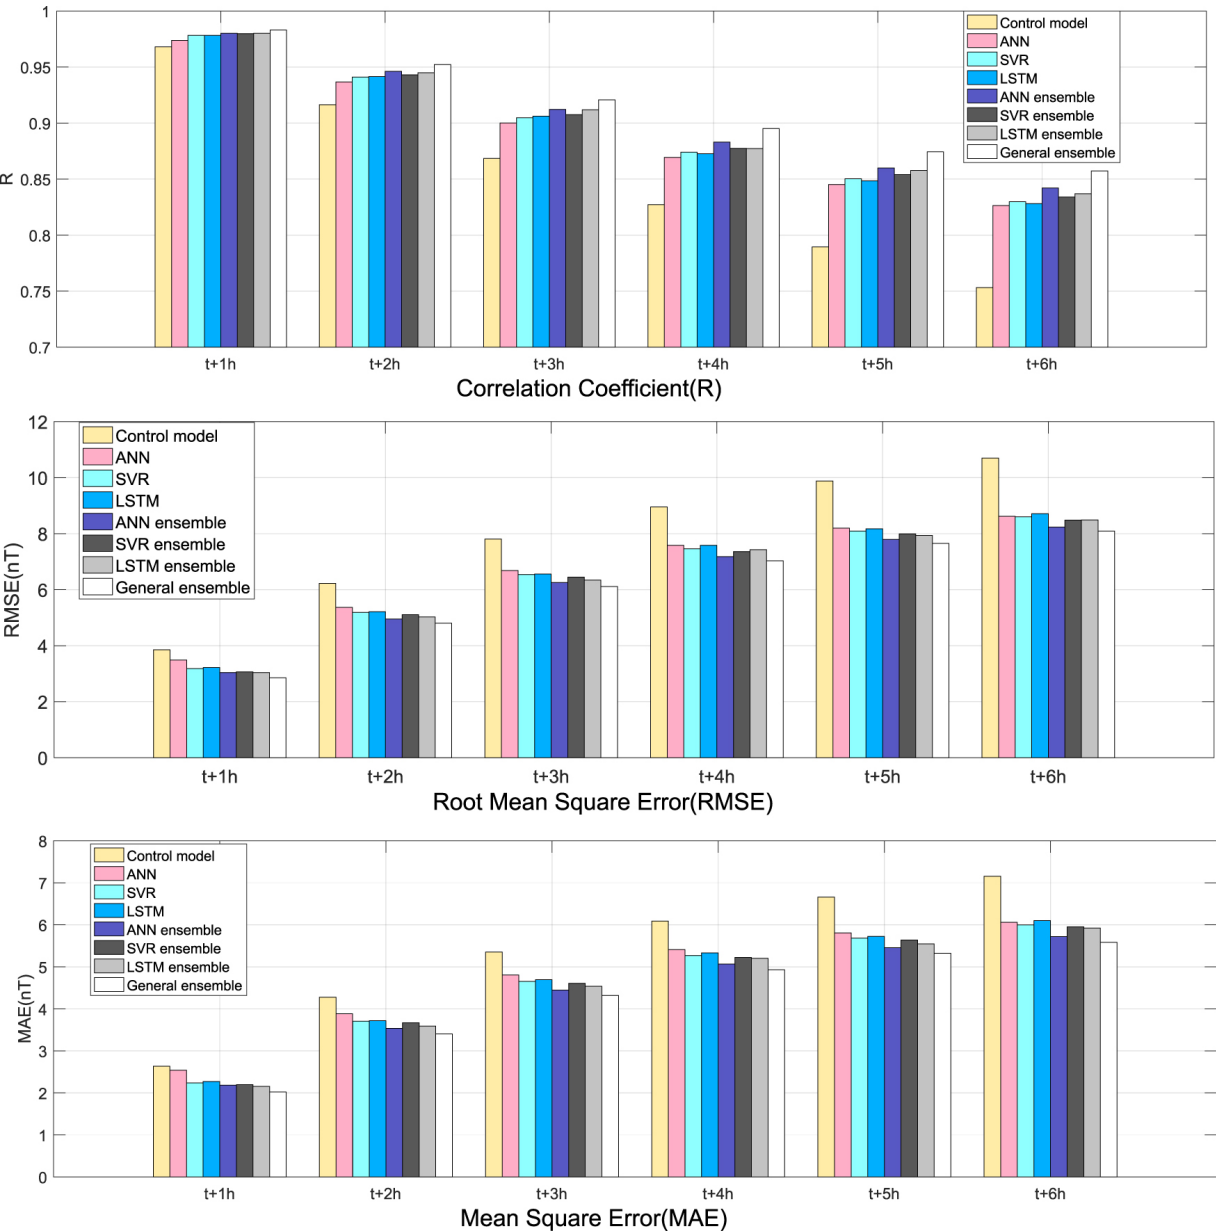 1
0.95
0.9
0.85
0.8
0.75
0.7
R
Control model
ANN
SVR
LSTM
ANN ensemble
SVR ensemble
LSTM ensemble
General ensemble
t+1h t+2h t+3h t+4h t+5h t+6h
Correlation Coefficient(R)
12
10
8
6
4
2
0
RMSE(nT)
Control model
ANN
SVR
LSTM
ANN ensemble
SVR ensemble
LSTM ensemble
General ensemble
t+1h t+2h t+3h t+4h t+5h t+6h
Root Mean Square Error(RMSE)
8
7
6
5
4
3
2
1
0
MAE(nT)
Control model
ANN
SVR
LSTM
ANN ensemble
SVR ensemble
LSTM ensemble
General ensemble
t+1h t+2h t+3h t+4h t+5h t+6h
Mean Square Error(MAE)